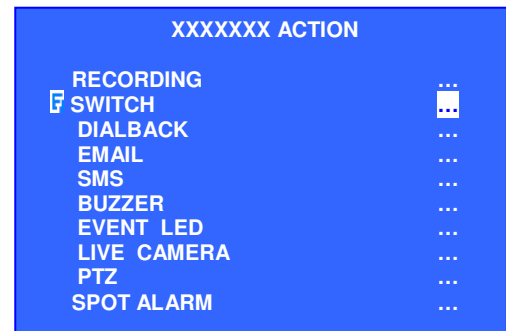 XXXXXXX ACTION
RECORDING ...
F SWITCH ...
DIALBACK ...
EMAIL ...
SMS ...
BUZZER ...
EVENT LED ...
LIVE CAMERA ...
PTZ ...
SPOT ALARM ...